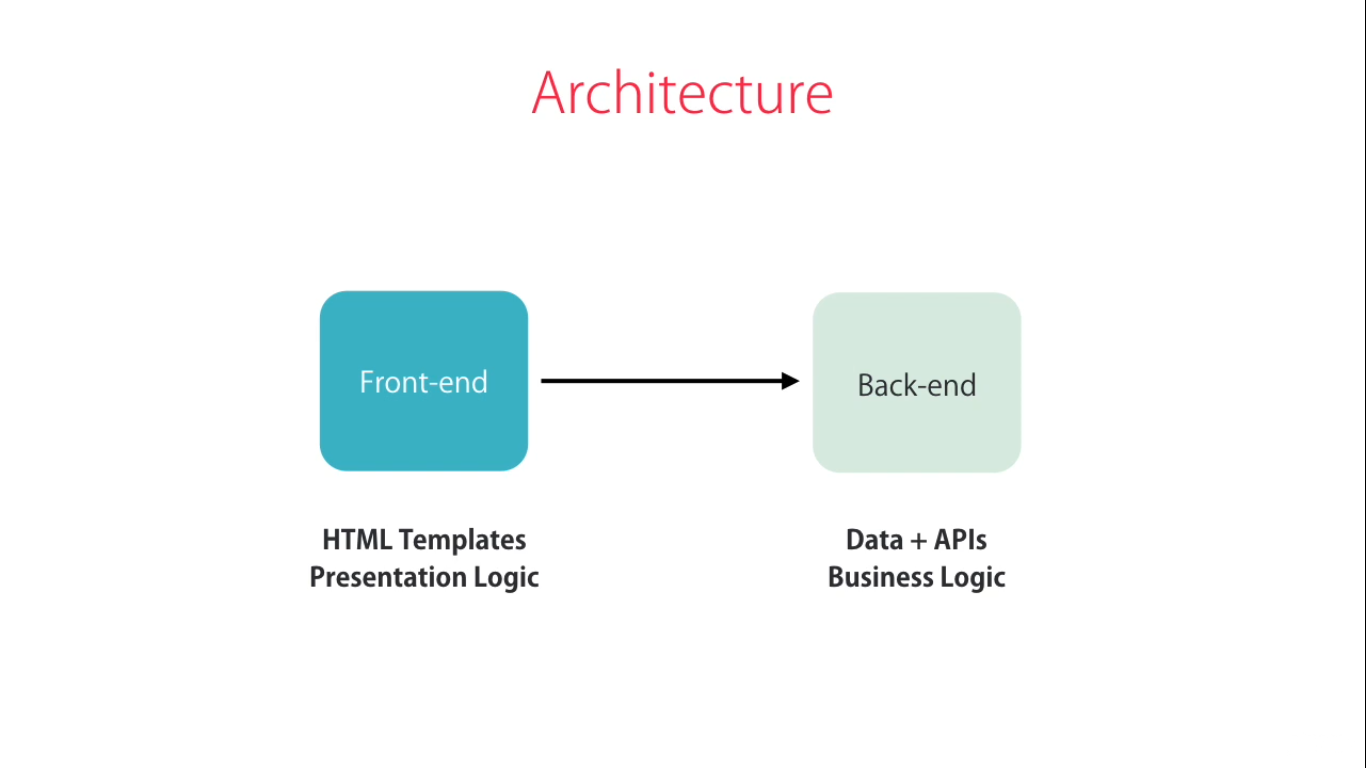 Architecture
Front-end
Back-end
HTML Templates
Presentation Logic
Data + APIs
Business Logic